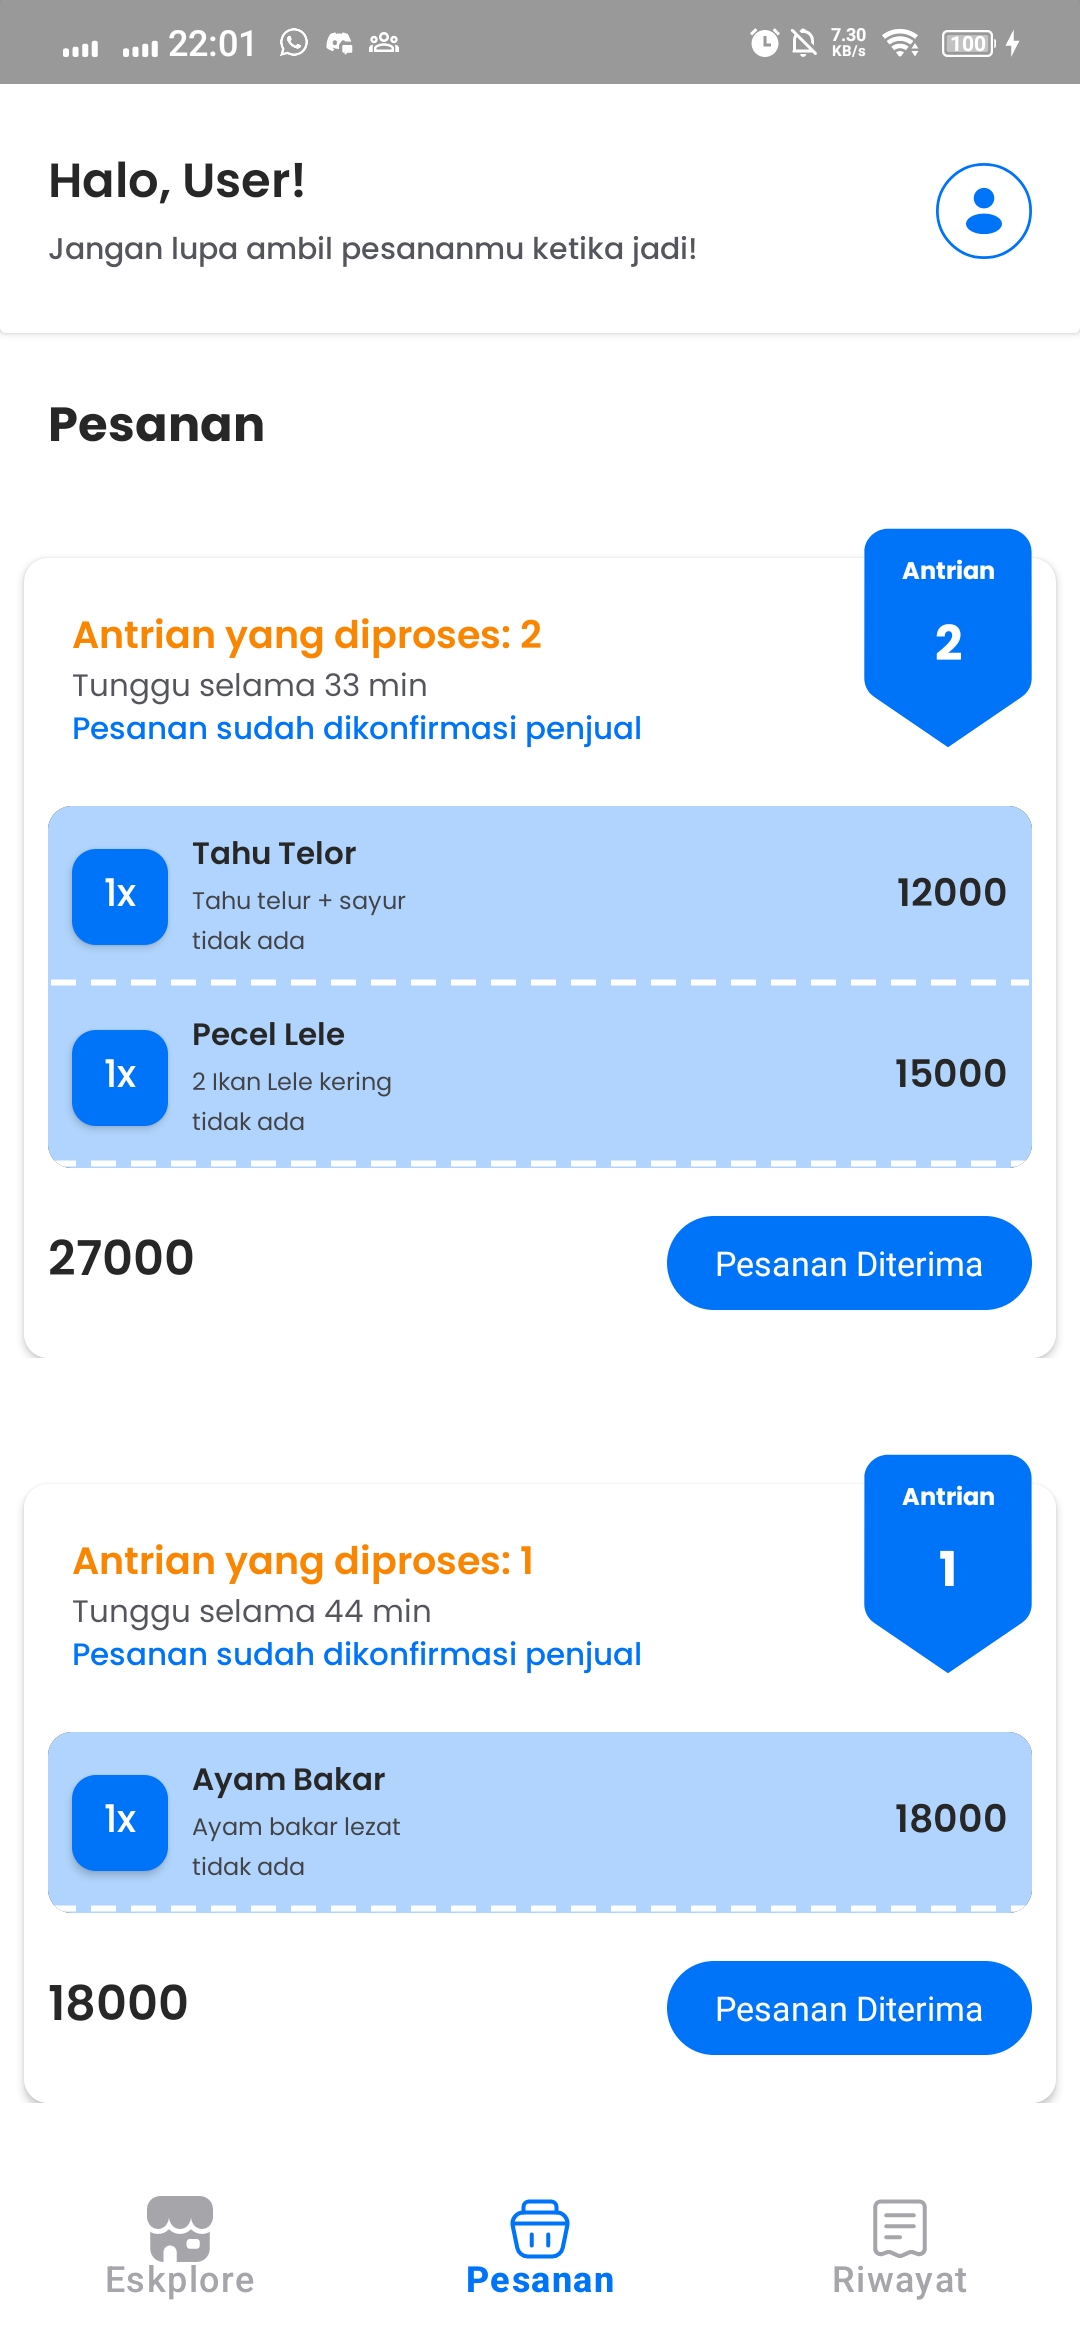 22:01
7.30
KB/s
100
Halo, User!
Jangan lupa ambil pesananmu ketika jadi!
Pesanan
Antrian
2
Antrian yang diproses: 2
Tunggu selama 33 min
Pesanan sudah dikonfirmasi penjual
1x
Tahu Telor
Tahu telur + sayur
tidak ada
12000
1x
Pecel Lele
2 Ikan Lele kering
tidak ada
15000
27000
Pesanan Diterima
Antrian
1
Antrian yang diproses: 1
Tunggu selama 44 min
Pesanan sudah dikonfirmasi penjual
1x
Ayam Bakar
Ayam bakar lezat
tidak ada
18000
18000
Pesanan Diterima
Eskplore
Pesanan
Riwayat